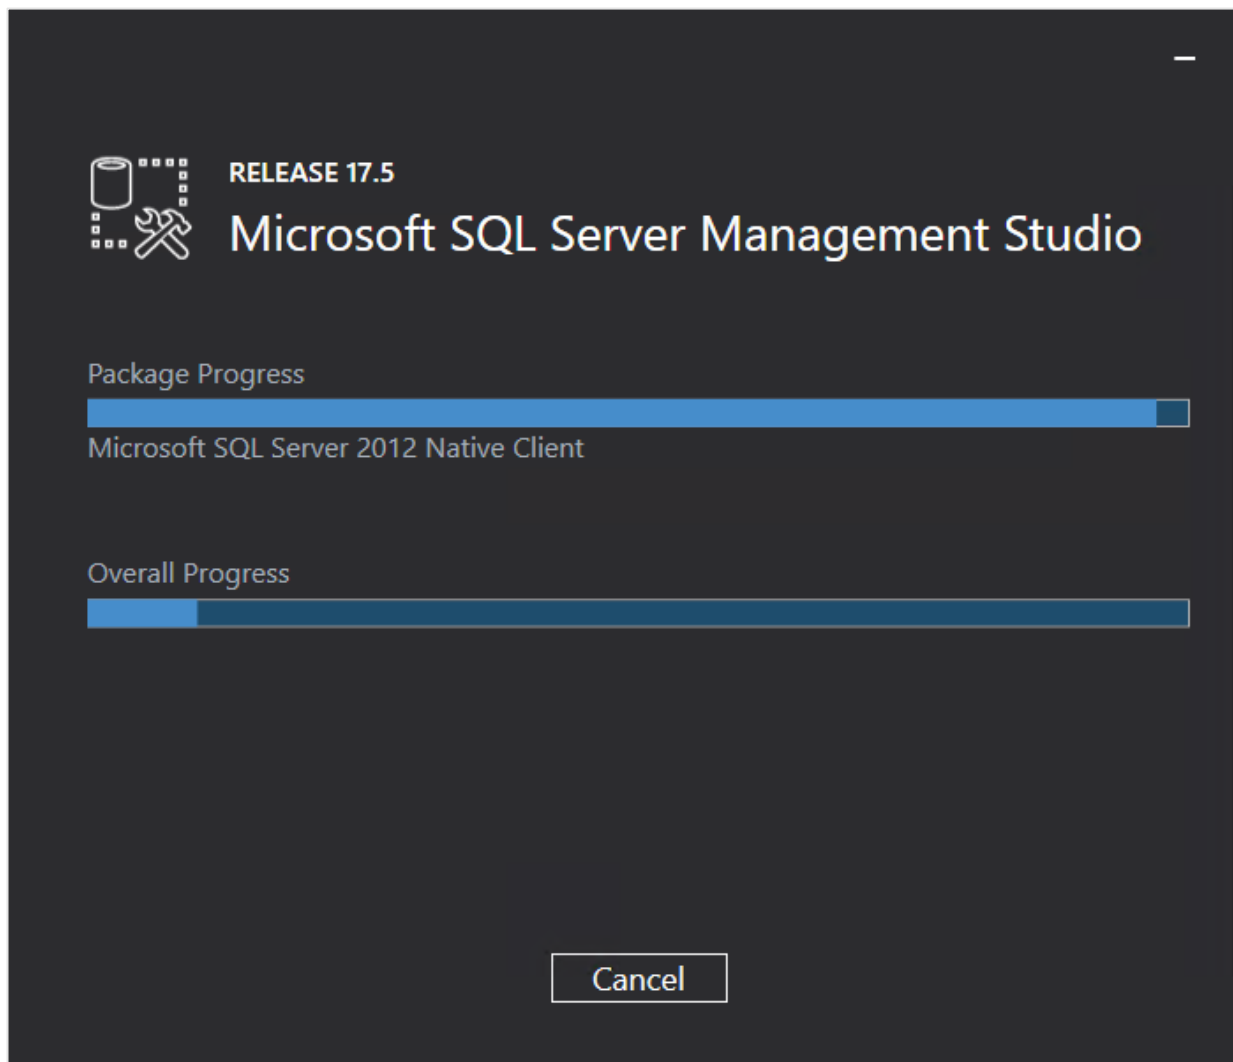 RELEASE 17.5
Microsoft SQL Server Management Studio
Package Progress
Microsoft SQL Server 2012 Native Client
Overall Progress
Cancel